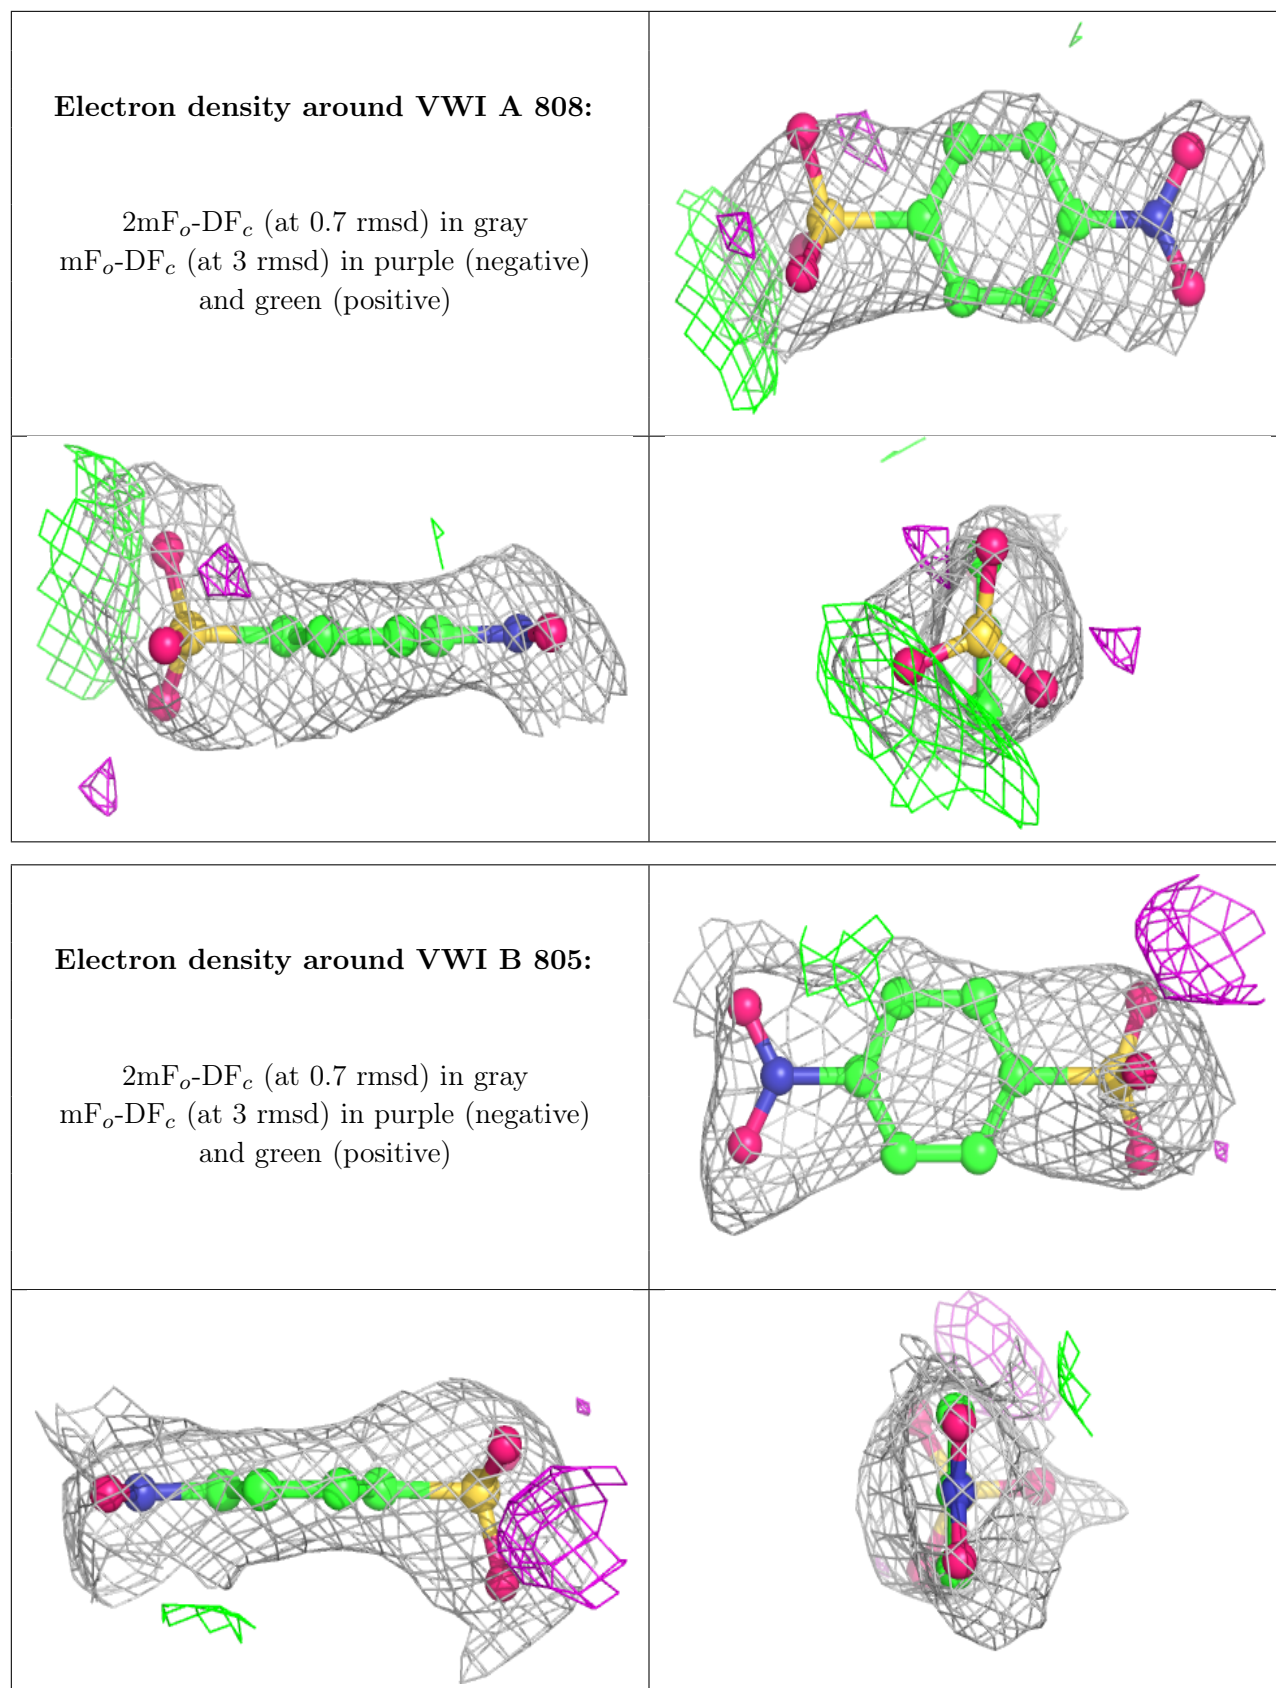 Electron density around VWI A 808:
2mFo-DFc (at 0.7 rmsd) in gray
mFo-DFc (at 3 rmsd) in purple (negative)
and green (positive)
Electron density around VWI B 805:
2mFo-DFc (at 0.7 rmsd) in gray
mFo-DFc (at 3 rmsd) in purple (negative)
and green (positive)